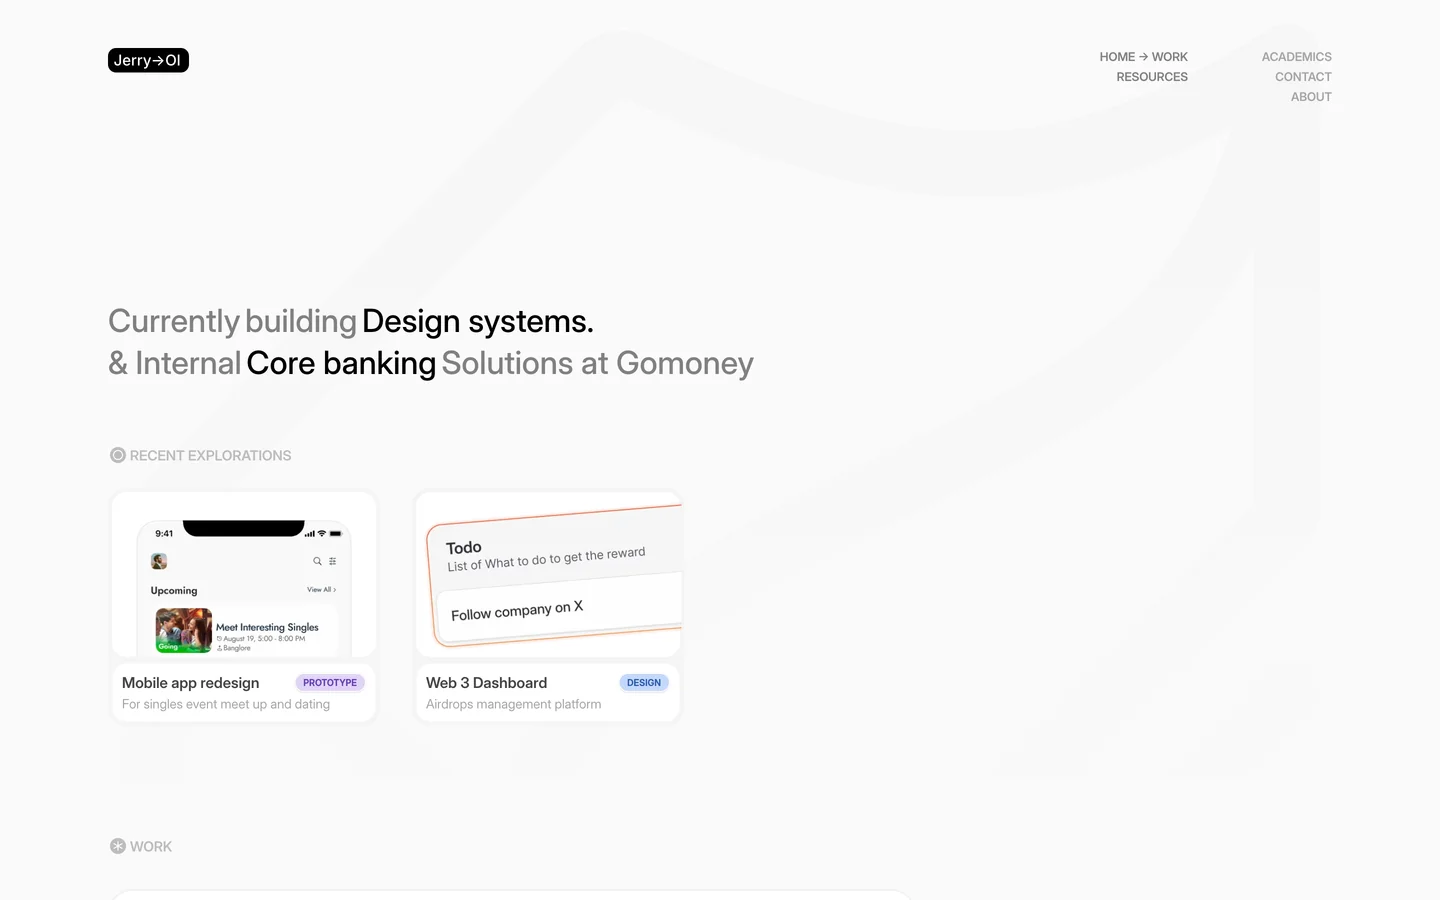 Jerry→OI
HOME → WORK
RESOURCES
ACADEMICS
CONTACT
ABOUT
Currently building Design systems.
& Internal Core banking Solutions at Gomoney
RECENT EXPLORATIONS
9:41
Upcoming
View All ›
Meet Interesting Singles
August 19, 5:00 - 8:00 PM
Banglore
Going
Mobile app redesign
PROTOTYPE
For singles event meet up and dating
Todo
List of What to do to get the reward
Follow company on X
Web 3 Dashboard
DESIGN
Airdrops management platform
WORK